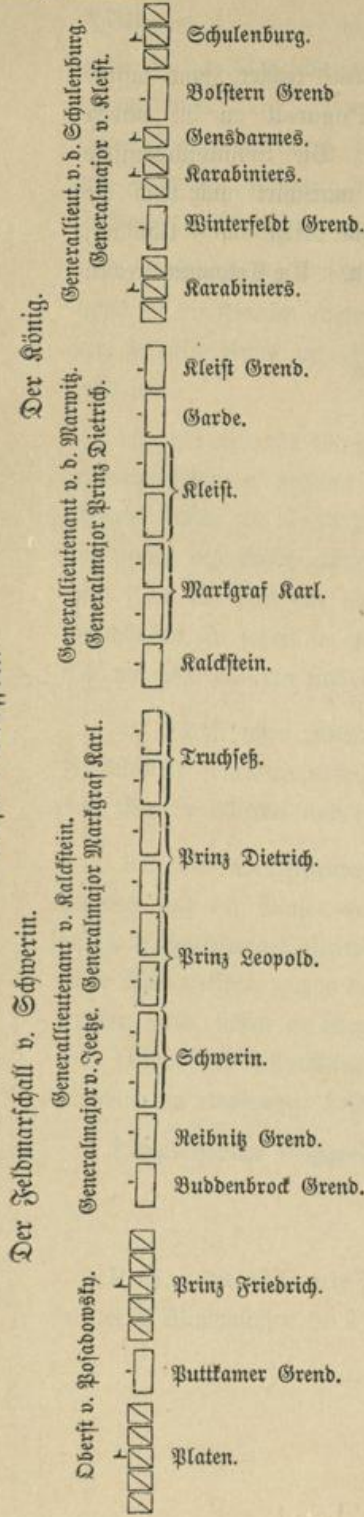 Der König.
Generallieut. v. d. Schulenburg.
Generalmajor v. Kleiſt.
Schulenburg.
Bolſtern Grend
Gensdarmes.
Karabiniers.
Winterfeldt Grend.
Karabiniers.
Generallieutenant v. d. Marwitz.
Generalmajor Prinz Dietrich.
Kleiſt Grend.
Garde.
Kleiſt.
Markgraf Karl.
Kalckſtein.
Der Feldmarſchall v. Schwerin.
Generallieutenant v. Kalckſtein.
Generalmajor v. Jeetze. Generalmajor Markgraf Karl.
Truchſeß.
Prinz Dietrich.
Prinz Leopold.
Schwerin.
Reibnitz Grend.
Buddenbrock Grend.
Oberſt v. Poſadowsky.
Prinz Friedrich.
Puttkamer Grend.
Platen.